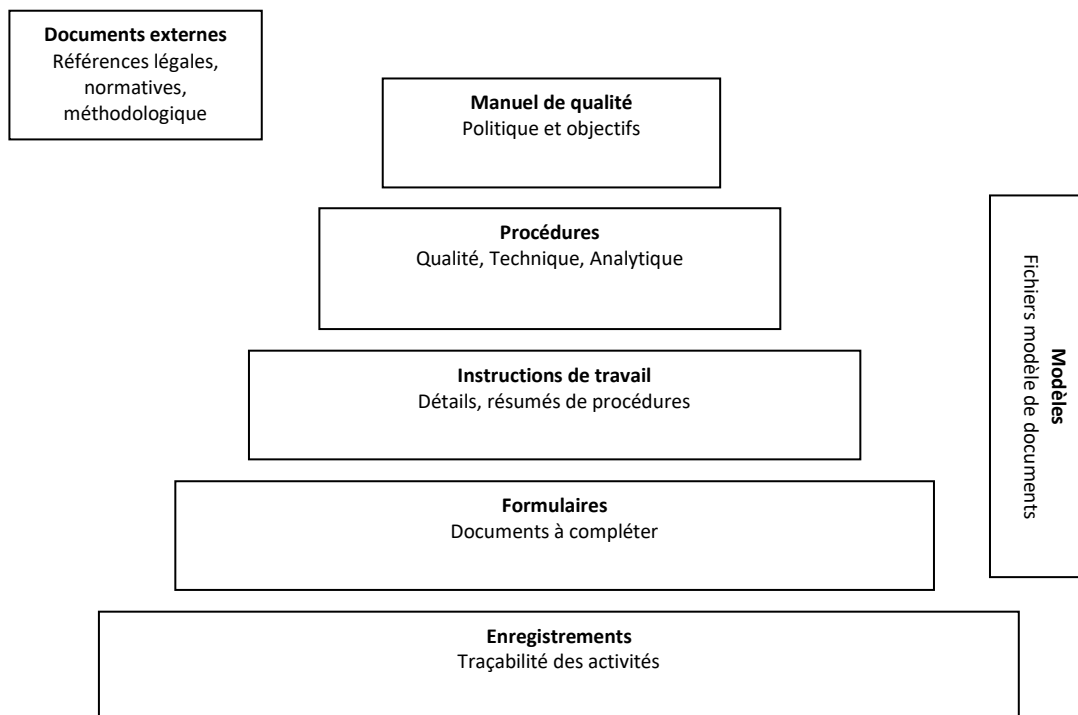 Documents externes
Références légales,
normatives,
méthodologique
Manuel de qualité
Politique et objectifs
Procédures
Qualité, Technique, Analytique
Instructions de travail
Détails, résumés de procédures
Formulaires
Documents à compléter
Enregistrements
Traçabilité des activités
Modèles
Fichiers modèle de documents